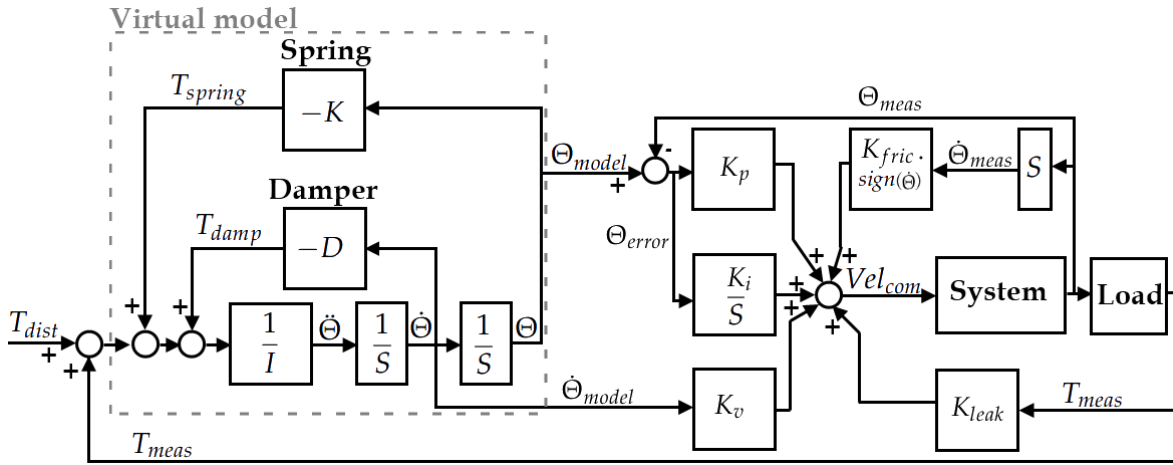 Virtual model
Spring
T_spring
−K
Θ_meas
Θ_model
+
-
K_p
K_fric ·
sign(Θ̇)
Θ̇_meas
S
Damper
T_damp
−D
Θ_error
+ +
K_i
S
+
+
+
Vel_com
System
Load
T_dist
+
+
+
+
1
I
Θ̈
1
S
Θ̇
1
S
Θ
Θ̇_model
K_v
K_leak
T_meas
T_meas